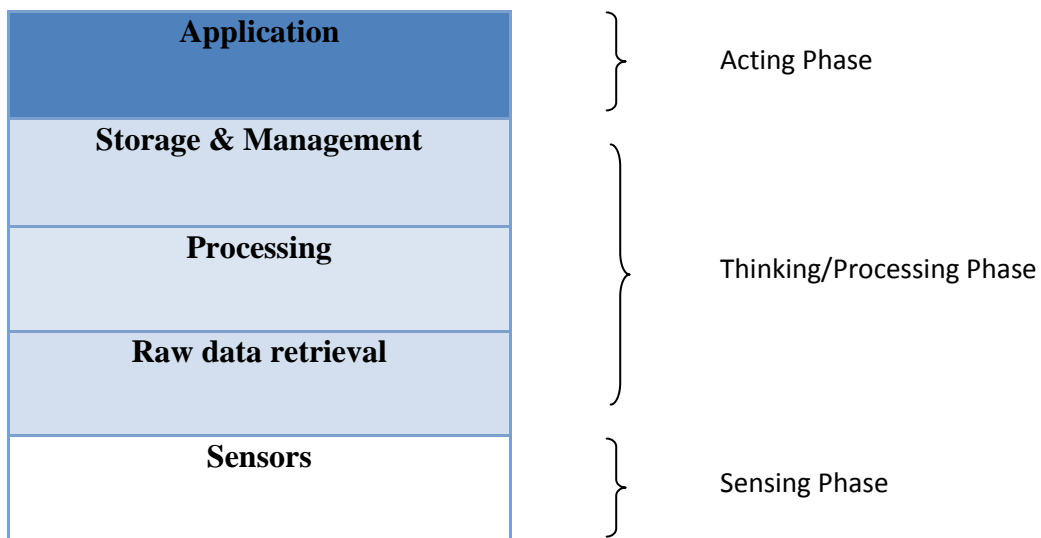 Application
Acting Phase
Storage & Management
Processing
Thinking/Processing Phase
Raw data retrieval
Sensors
Sensing Phase